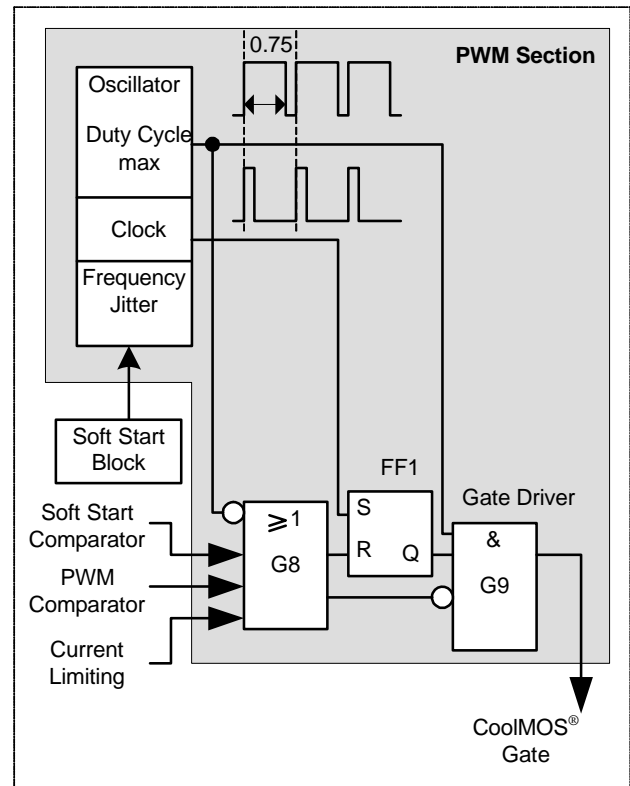 0.75
PWM Section
Oscillator
Duty Cycle
max
Clock
Frequency
Jitter
Soft Start
Block
FF1
Gate Driver
Soft Start
Comparator
PWM
Comparator
Current
Limiting
≥1
G8
S
R
Q
&
G9
CoolMOS®
Gate